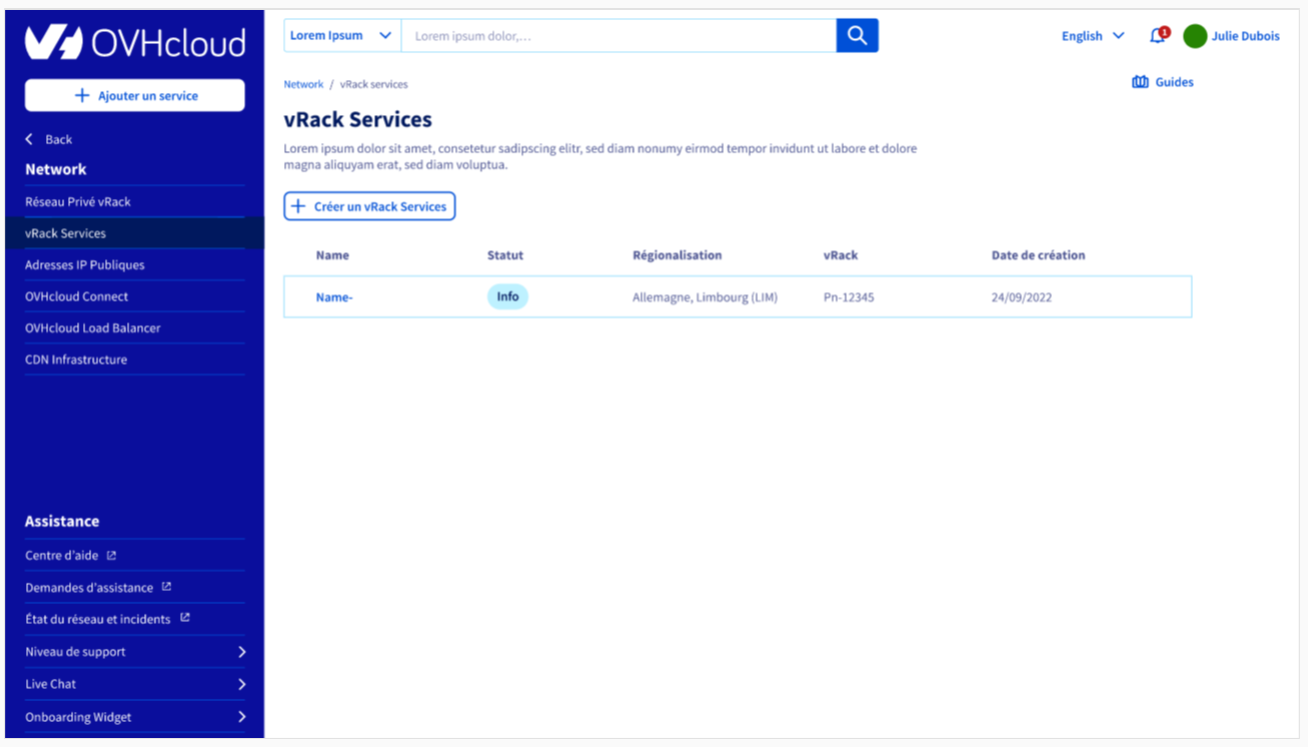 OVHcloud
Ajouter un service
Back
Network
Réseau Privé vRack
vRack Services
Adresses IP Publiques
OVHcloud Connect
OVHcloud Load Balancer
CDN Infrastructure
Assistance
Centre d'aide
Demandes d'assistance
État du réseau et incidents
Niveau de support
Live Chat
Onboarding Widget
Lorem Ipsum Lorem ipsum dolor,... English 1 Julie Dubois
Network / vRack services Guides
vRack Services
Lorem ipsum dolor sit amet, consetetur sadipscing elitr, sed diam nonumy eirmod tempor invidunt ut labore et dolore
magna aliquyam erat, sed diam voluptua.
Créer un vRack Services
Name Statut Régionalisation vRack Date de création
Name- Info Allemagne, Limbourg (LIM) Pn-12345 24/09/2022